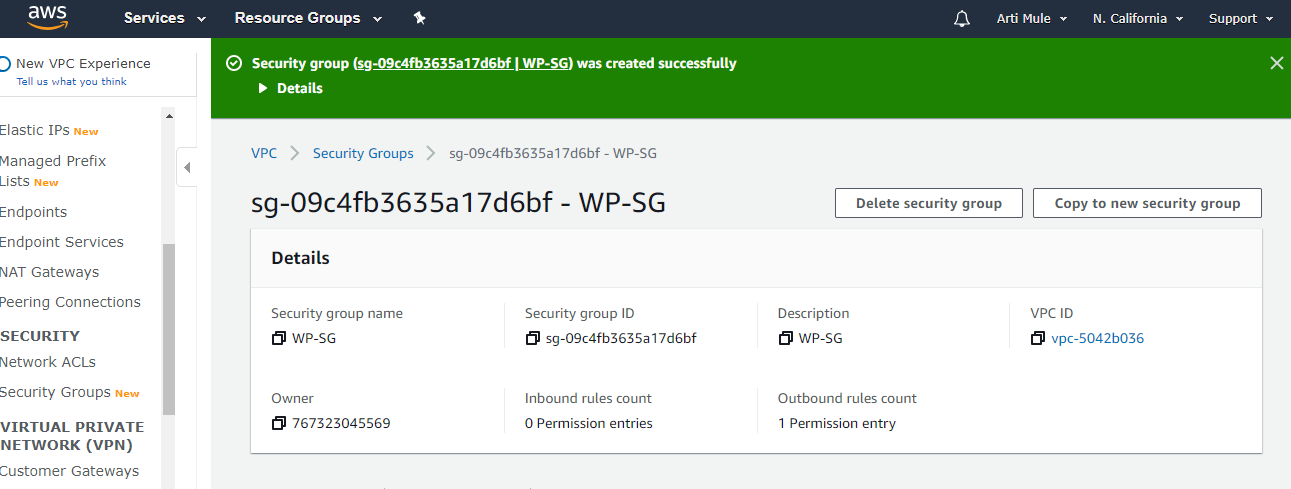 aws Services Resource Groups Arti Mule N. California Support
New VPC Experience
Tell us what you think
Elastic IPs New
Managed Prefix
Lists New
Endpoints
Endpoint Services
NAT Gateways
Peering Connections
SECURITY
Network ACLs
Security Groups New
VIRTUAL PRIVATE
NETWORK (VPN)
Customer Gateways
Security group (sg-09c4fb3635a17d6bf | WP-SG) was created successfully
Details
VPC Security Groups sg-09c4fb3635a17d6bf - WP-SG
sg-09c4fb3635a17d6bf - WP-SG Delete security group Copy to new security group
Details
Security group name Security group ID Description VPC ID
WP-SG sg-09c4fb3635a17d6bf WP-SG vpc-5042b036
Owner Inbound rules count Outbound rules count
767323045569 0 Permission entries 1 Permission entry